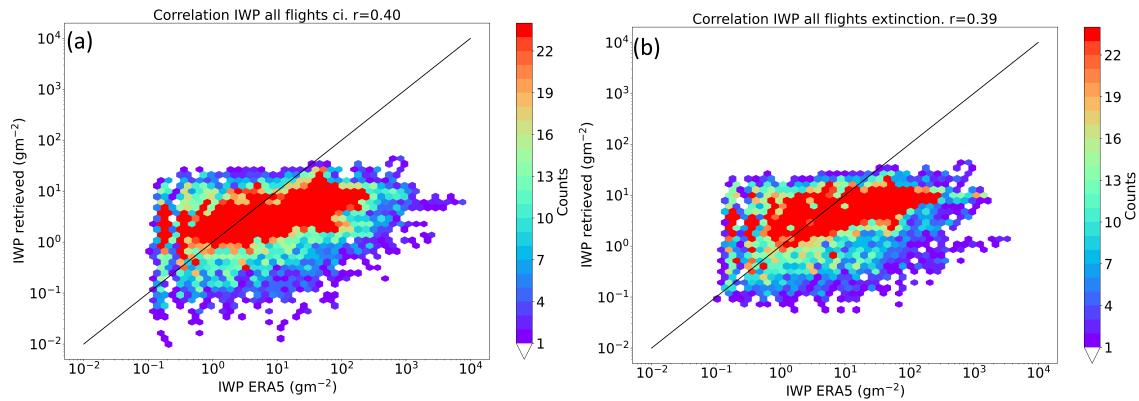 Correlation IWP all flights ci. r=0.40
(a)
10⁴
10³
10²
10¹
10⁰
10⁻¹
10⁻²
IWP retrieved (gm⁻²)
10⁻² 10⁻¹ 10⁰ 10¹ 10² 10³ 10⁴
IWP ERA5 (gm⁻²)
22
19
16
13
10
7
4
1
Counts
Correlation IWP all flights extinction. r=0.39
(b)
10⁴
10³
10²
10¹
10⁰
10⁻¹
10⁻²
IWP retrieved (gm⁻²)
10⁻² 10⁻¹ 10⁰ 10¹ 10² 10³ 10⁴
IWP ERA5 (gm⁻²)
22
19
16
13
10
7
4
1
Counts